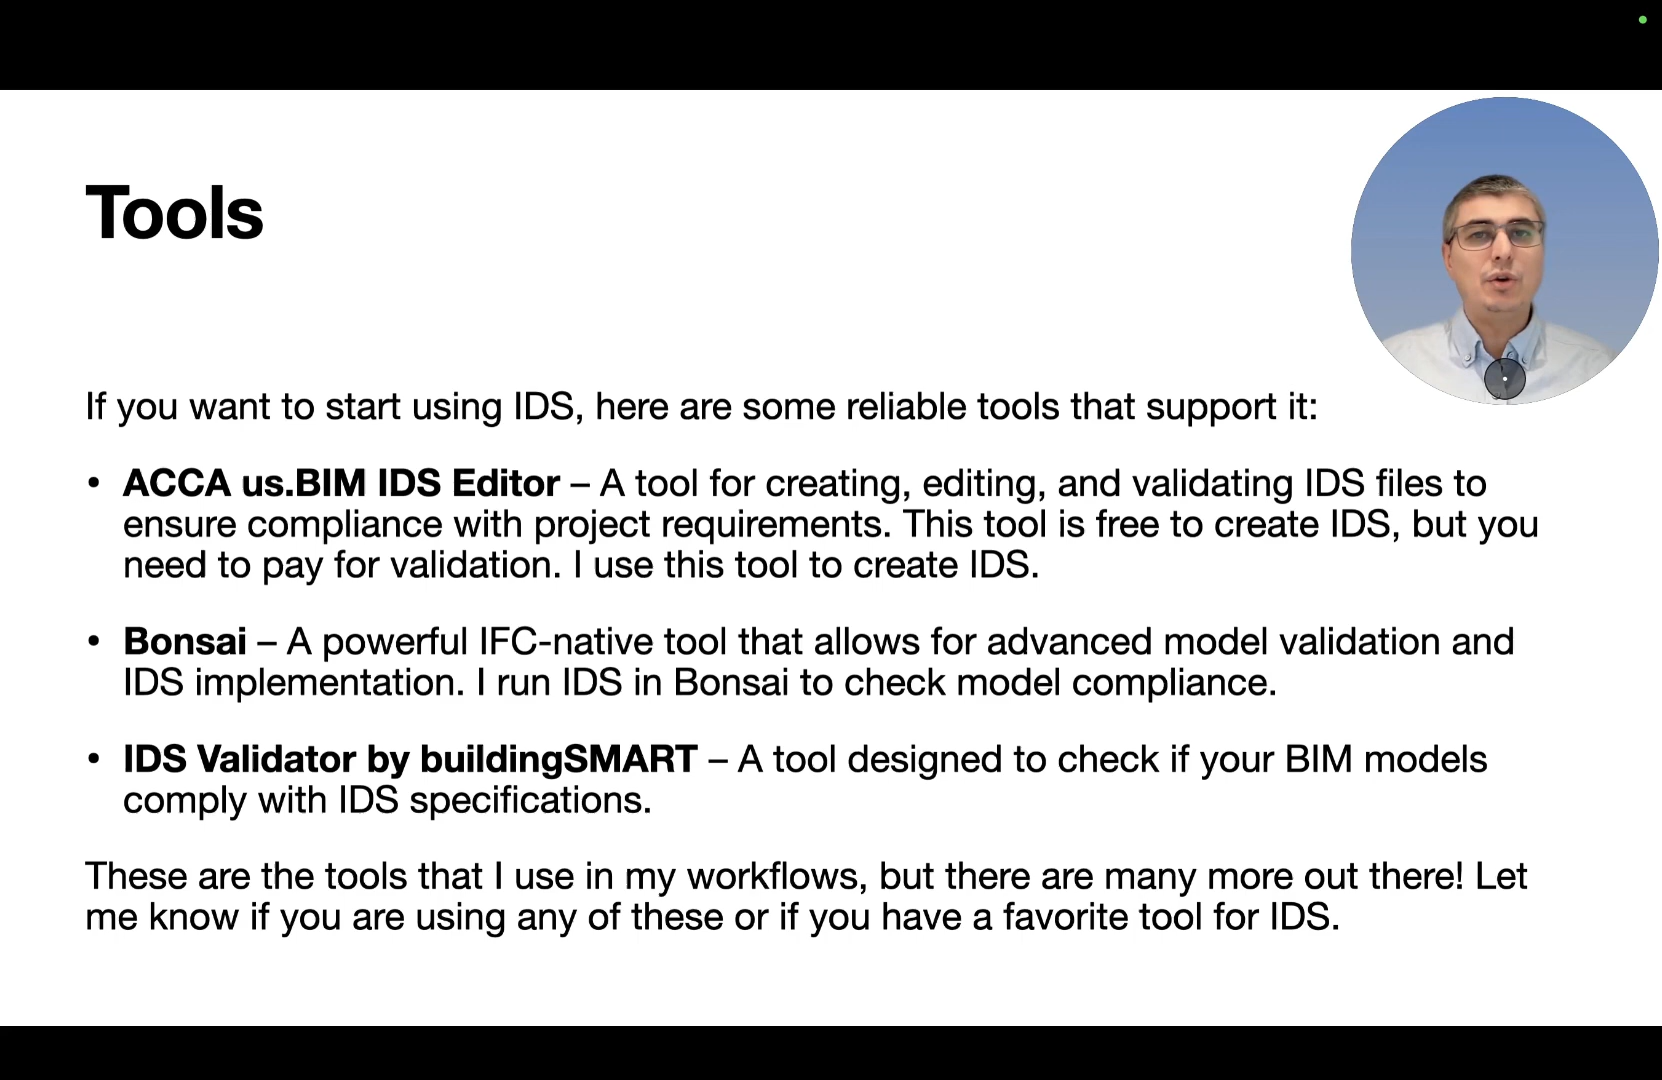 Tools
If you want to start using IDS, here are some reliable tools that support it:
• ACCA us.BIM IDS Editor – A tool for creating, editing, and validating IDS files to
ensure compliance with project requirements. This tool is free to create IDS, but you
need to pay for validation. I use this tool to create IDS.
• Bonsai – A powerful IFC-native tool that allows for advanced model validation and
IDS implementation. I run IDS in Bonsai to check model compliance.
• IDS Validator by buildingSMART – A tool designed to check if your BIM models
comply with IDS specifications.
These are the tools that I use in my workflows, but there are many more out there! Let
me know if you are using any of these or if you have a favorite tool for IDS.